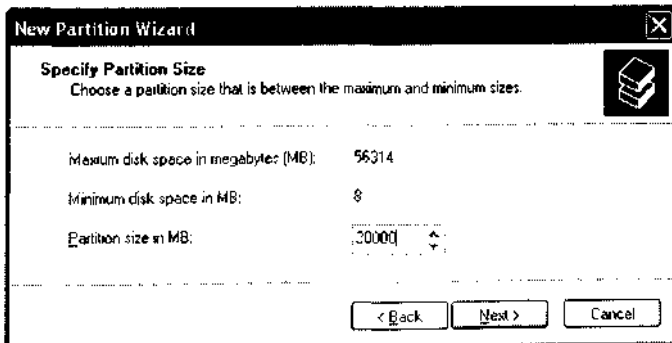 New Partition Wizard
Specify Partition Size
Choose a partition size that is between the maximum and minimum sizes.
Maxium disk space in megabytes (MB): 56314
Minimum disk space in MB: 8
Partition size in MB: 30000
< Back Next > Cancel